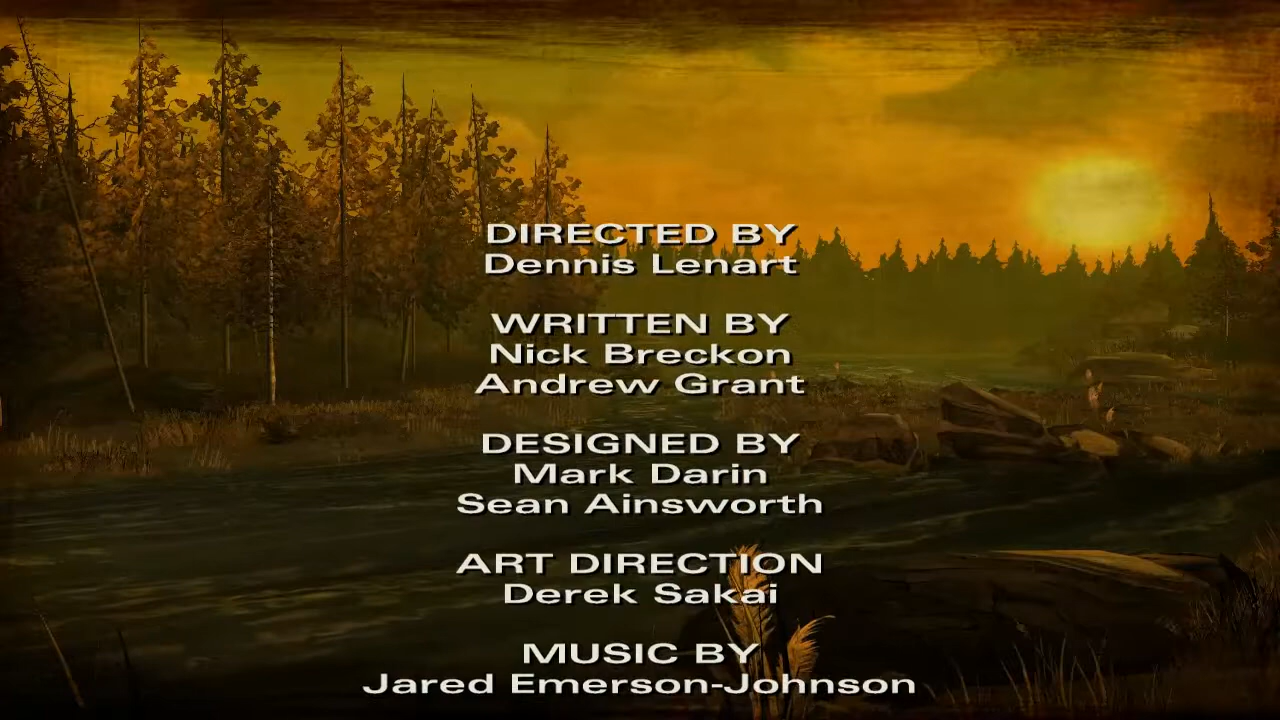 DIRECTED BY
Dennis Lenart
WRITTEN BY
Nick Breckon
Andrew Grant
DESIGNED BY
Mark Darin
Sean Ainsworth
ART DIRECTION
Derek Sakai
MUSIC BY
Jared Emerson-Johnson